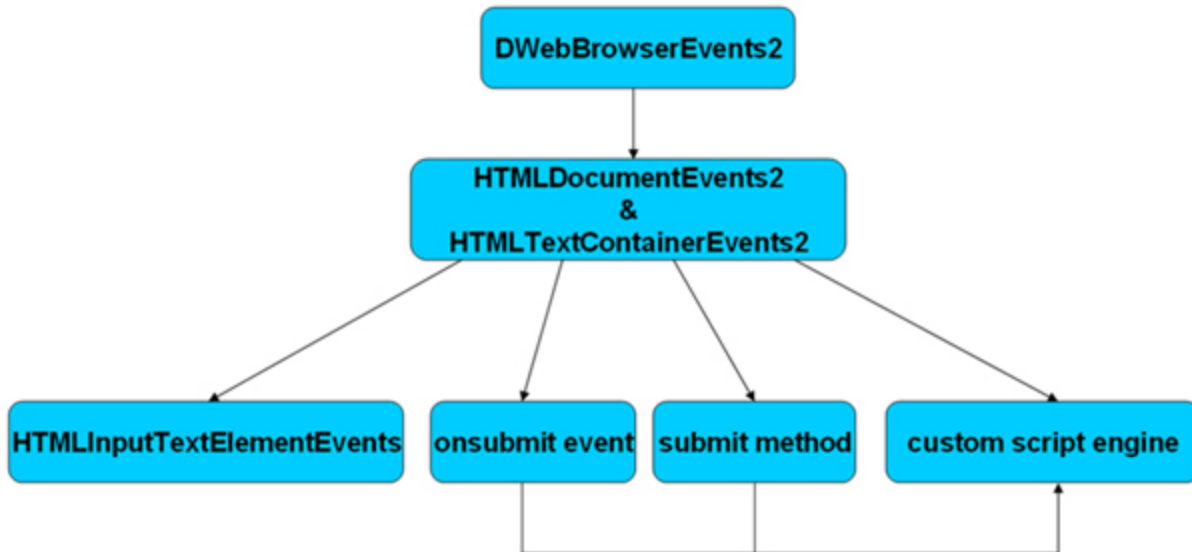 DWebBrowserEvents2
HTMLDocumentEvents2
&
HTMLTextContainerEvents2
HTMLInputTextElementEvents
onsubmit event
submit method
custom script engine